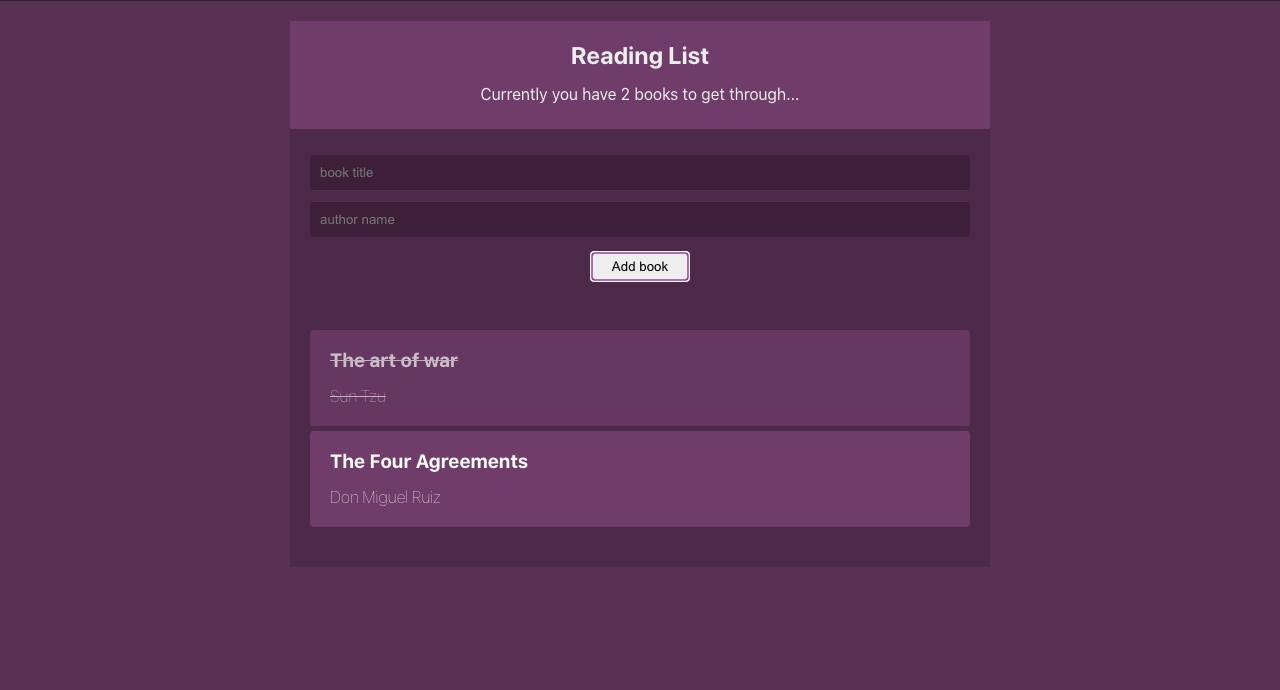 Reading List
Currently you have 2 books to get through...
book title
author name
Add book
The art of war
Sun Tzu
The Four Agreements
Don Miguel Ruiz